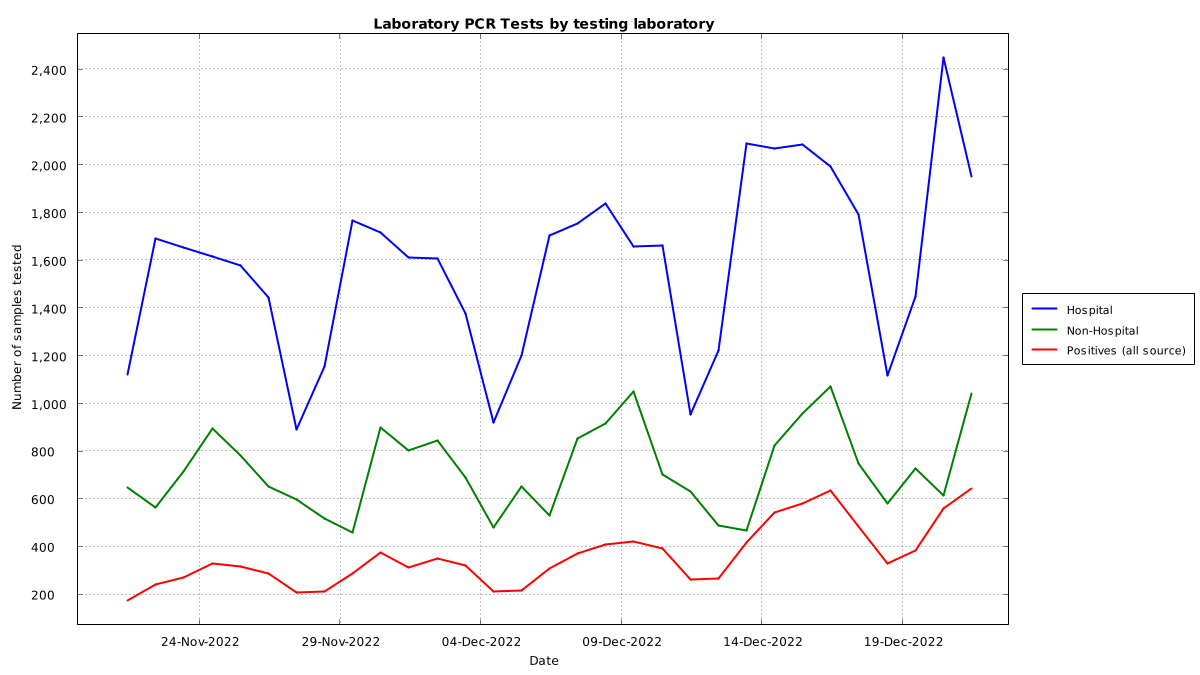 Laboratory PCR Tests by testing laboratory
2,400
2,200
2,000
1,800
1,600
1,400
1,200
1,000
800
600
400
200
Number of samples tested
24-Nov-2022
29-Nov-2022
04-Dec-2022
09-Dec-2022
14-Dec-2022
19-Dec-2022
Date
Hospital
Non-Hospital
Positives (all source)